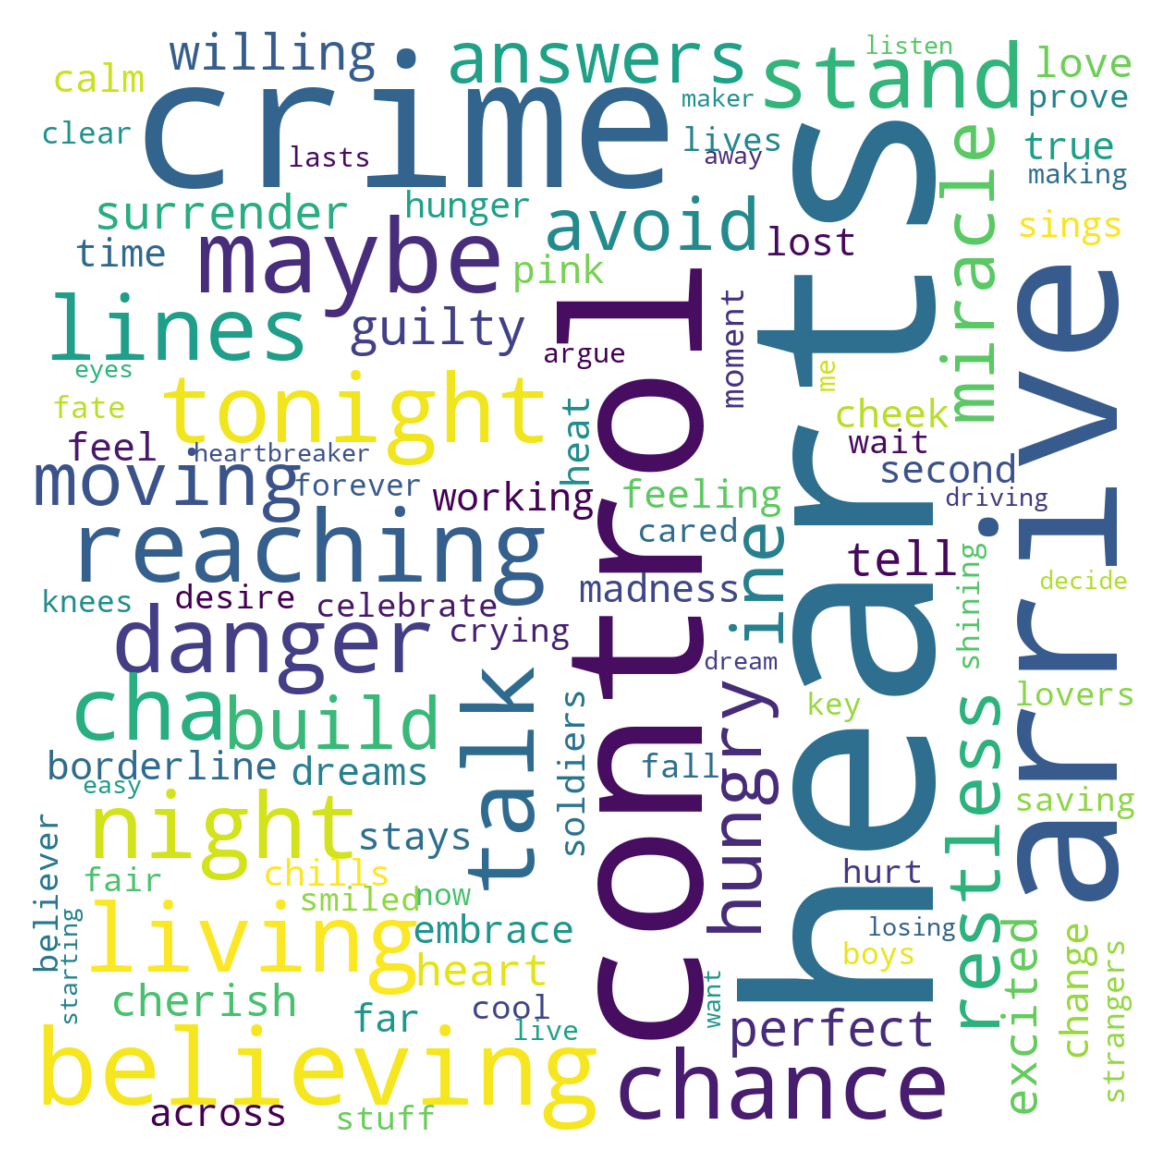 willing
answers
listen
stand
love
calm
crime
maker
prove
clear
lasts
lives
away
true
making
surrender
hunger
avoid
lost
miracle
sings
time
maybe
pink
lines
guilty
argue
moment
hearts
arrive
eyes
tonight
control
me
fate
cheek
feel
heartbreaker
heat
wait
moving
forever
working
feeling
second
driving
reaching
cared
iner
tell
decide
knees
desire
celebrate
madness
shining
danger
crying
dream
cha
build
talk
soldiers
hungry
key
restless
lovers
borderline
dreams
fall
easy
night
stays
saving
believer
fair
chills
hurt
smiled
now
starting
living
embrace
losing
heart
boys
excited
change
strangers
cherish
far
cool
live
want
perfect
believing
chance
across
stuff